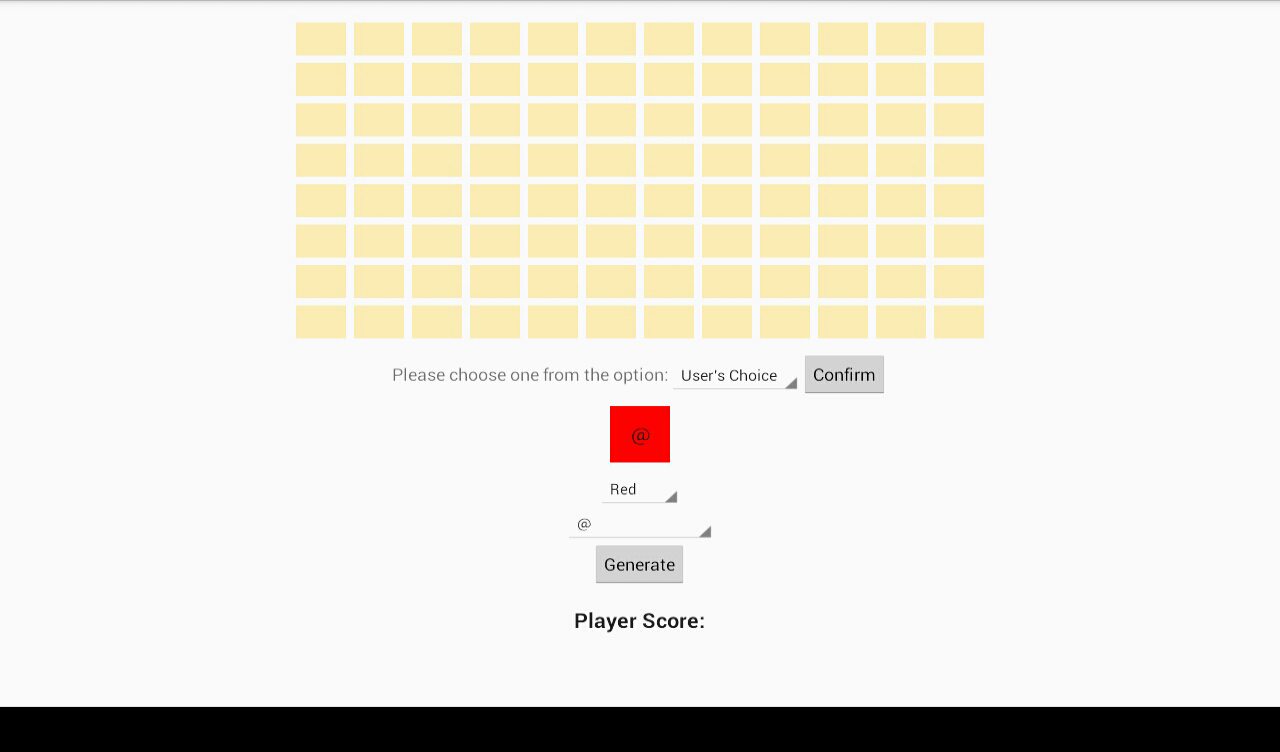 Please choose one from the option: User's Choice Confirm
@
Red
@
Generate
Player Score: